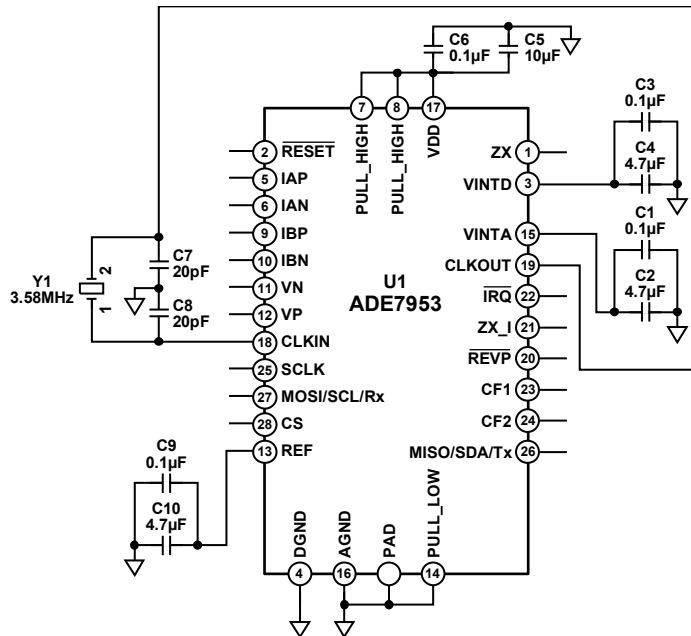 C6
0.1µF
C5
10µF
7
8
17
PULL_HIGH
PULL_HIGH
VDD
C3
0.1µF
C4
4.7µF
C1
0.1µF
C2
4.7µF
2 RESET
5 IAP
6 IAN
9 IBP
10 IBN
11 VN
12 VP
18 CLKIN
25 SCLK
27 MOSI/SCL/Rx
28 CS
13 REF
U1
ADE7953
ZX 1
VINTD 3
VINTA 15
CLKOUT 19
IRQ 22
ZX_I 21
REVP 20
CF1 23
CF2 24
MISO/SDA/Tx 26
Y1
3.58MHz
2
1
C7
20pF
C8
20pF
C9
0.1µF
C10
4.7µF
DGND
AGND
PAD
PULL_LOW
4
16
14